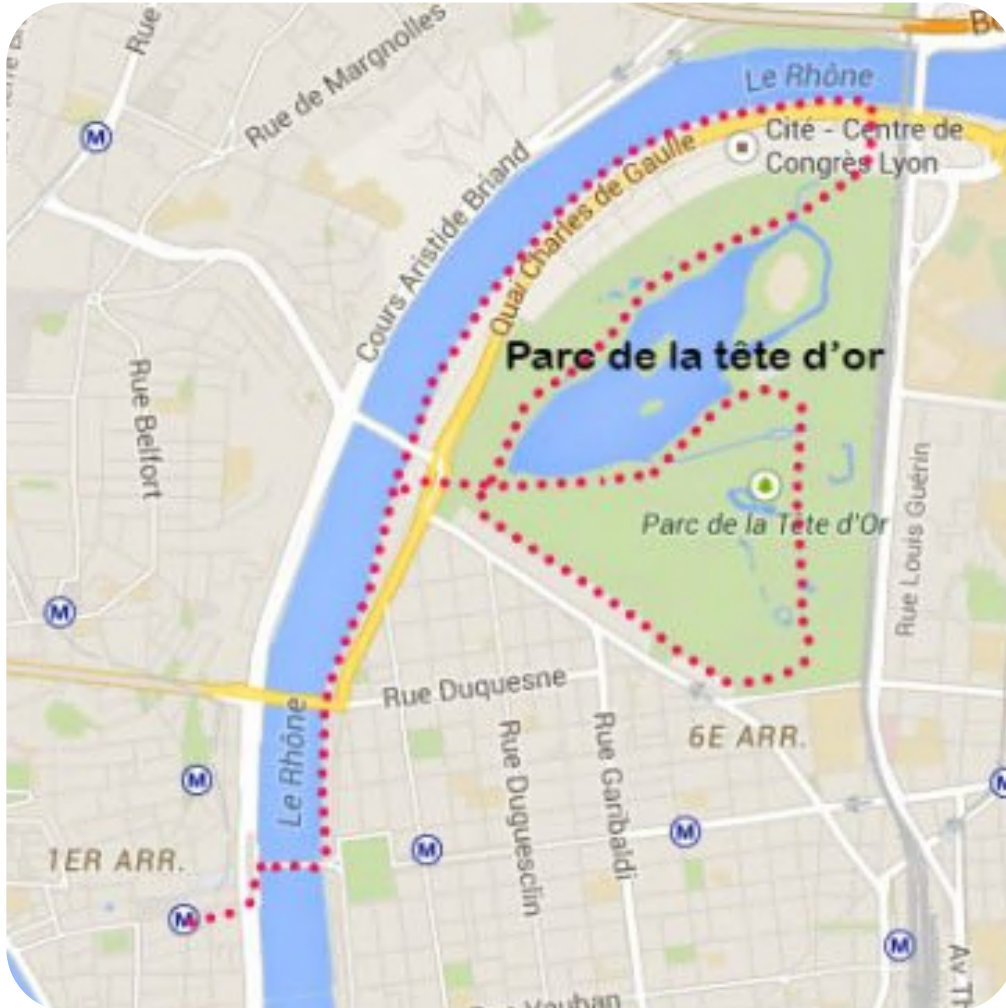 Rue
Rue de Margnolles
Le Rhône
Cité - Centre de
Congrès Lyon
M
Cours Aristide Briand
Quai Charles de Gaulle
Parc de la tête d'or
Rue Belfort
Parc de la Tête d'Or
Rue Louis Guérin
M
Rue Duquesne
Le Rhône
6E ARR.
Rue Duguesclin
Rue Garibaldi
M
M
M
M
1ER ARR.
M
M